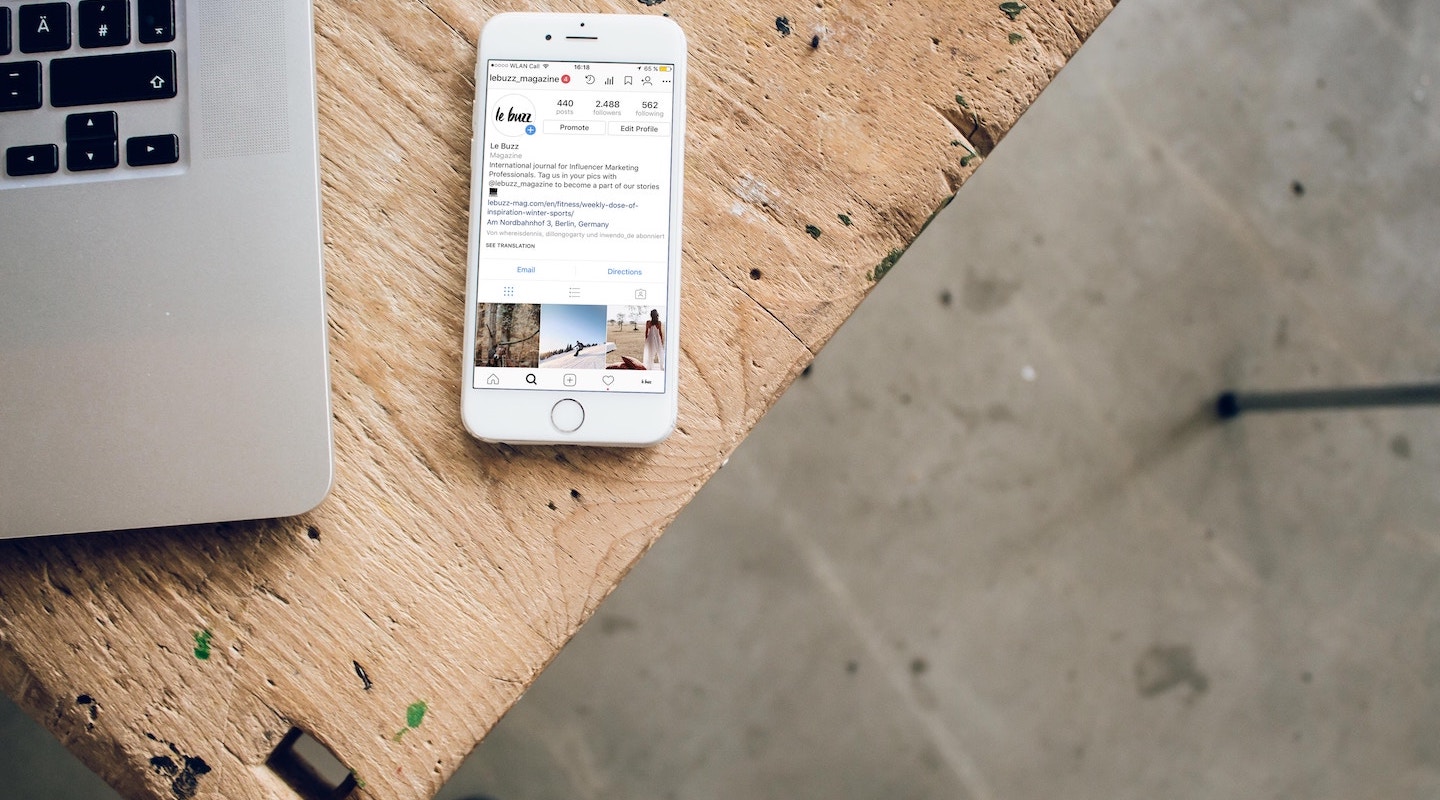 Ä
#
WLAN Call 16:18 65 %
lebuzz_magazine 4
440 2.488 562
posts followers following
le buzz
Promote Edit Profile
Le Buzz
Magazine
International journal for Influencer Marketing
Professionals. Tag us in your pics with
@lebuzz_magazine to become a part of our stories
lebuzz-mag.com/en/fitness/weekly-dose-of-
inspiration-winter-sports/
Am Nordbahnhof 3, Berlin, Germany
Von whereisdennis, dillongogarty und inwendo_de abonniert
SEE TRANSLATION
Email Directions
le buzz